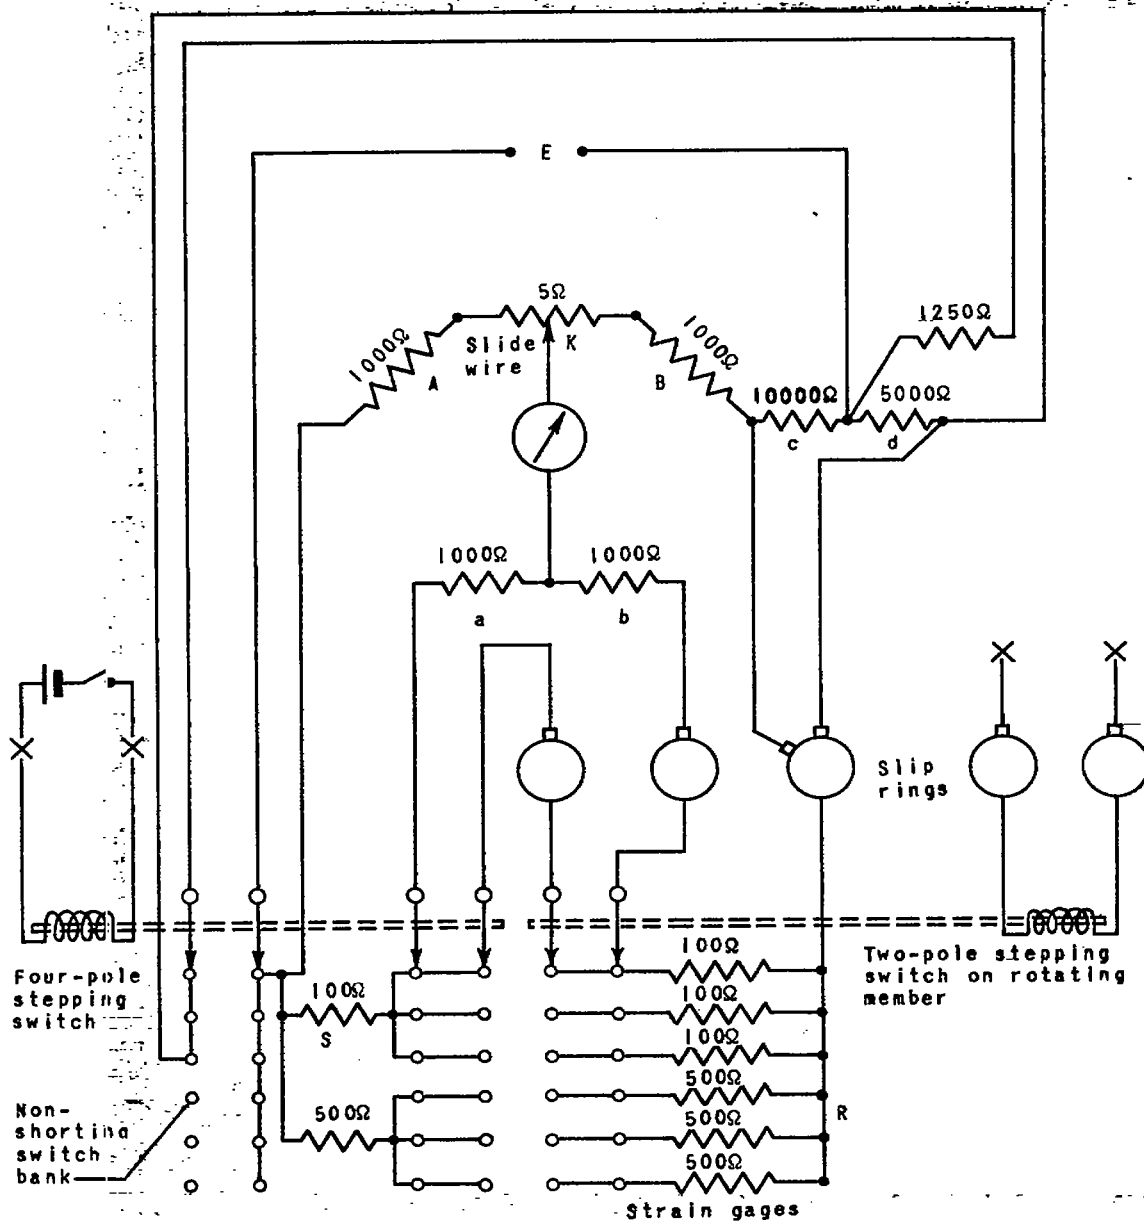 E
5Ω
1250Ω
1000Ω
Slide
wire
K
1000Ω
A
B
10000Ω
5000Ω
c
d
1000Ω
1000Ω
a
b
Slip
rings
Four-pole
stepping
switch
100Ω
S
100Ω
100Ω
100Ω
500Ω
500Ω
500Ω
500Ω
R
Two-pole stepping
switch on rotating
member
Non-
shorting
switch
bank
Strain gages